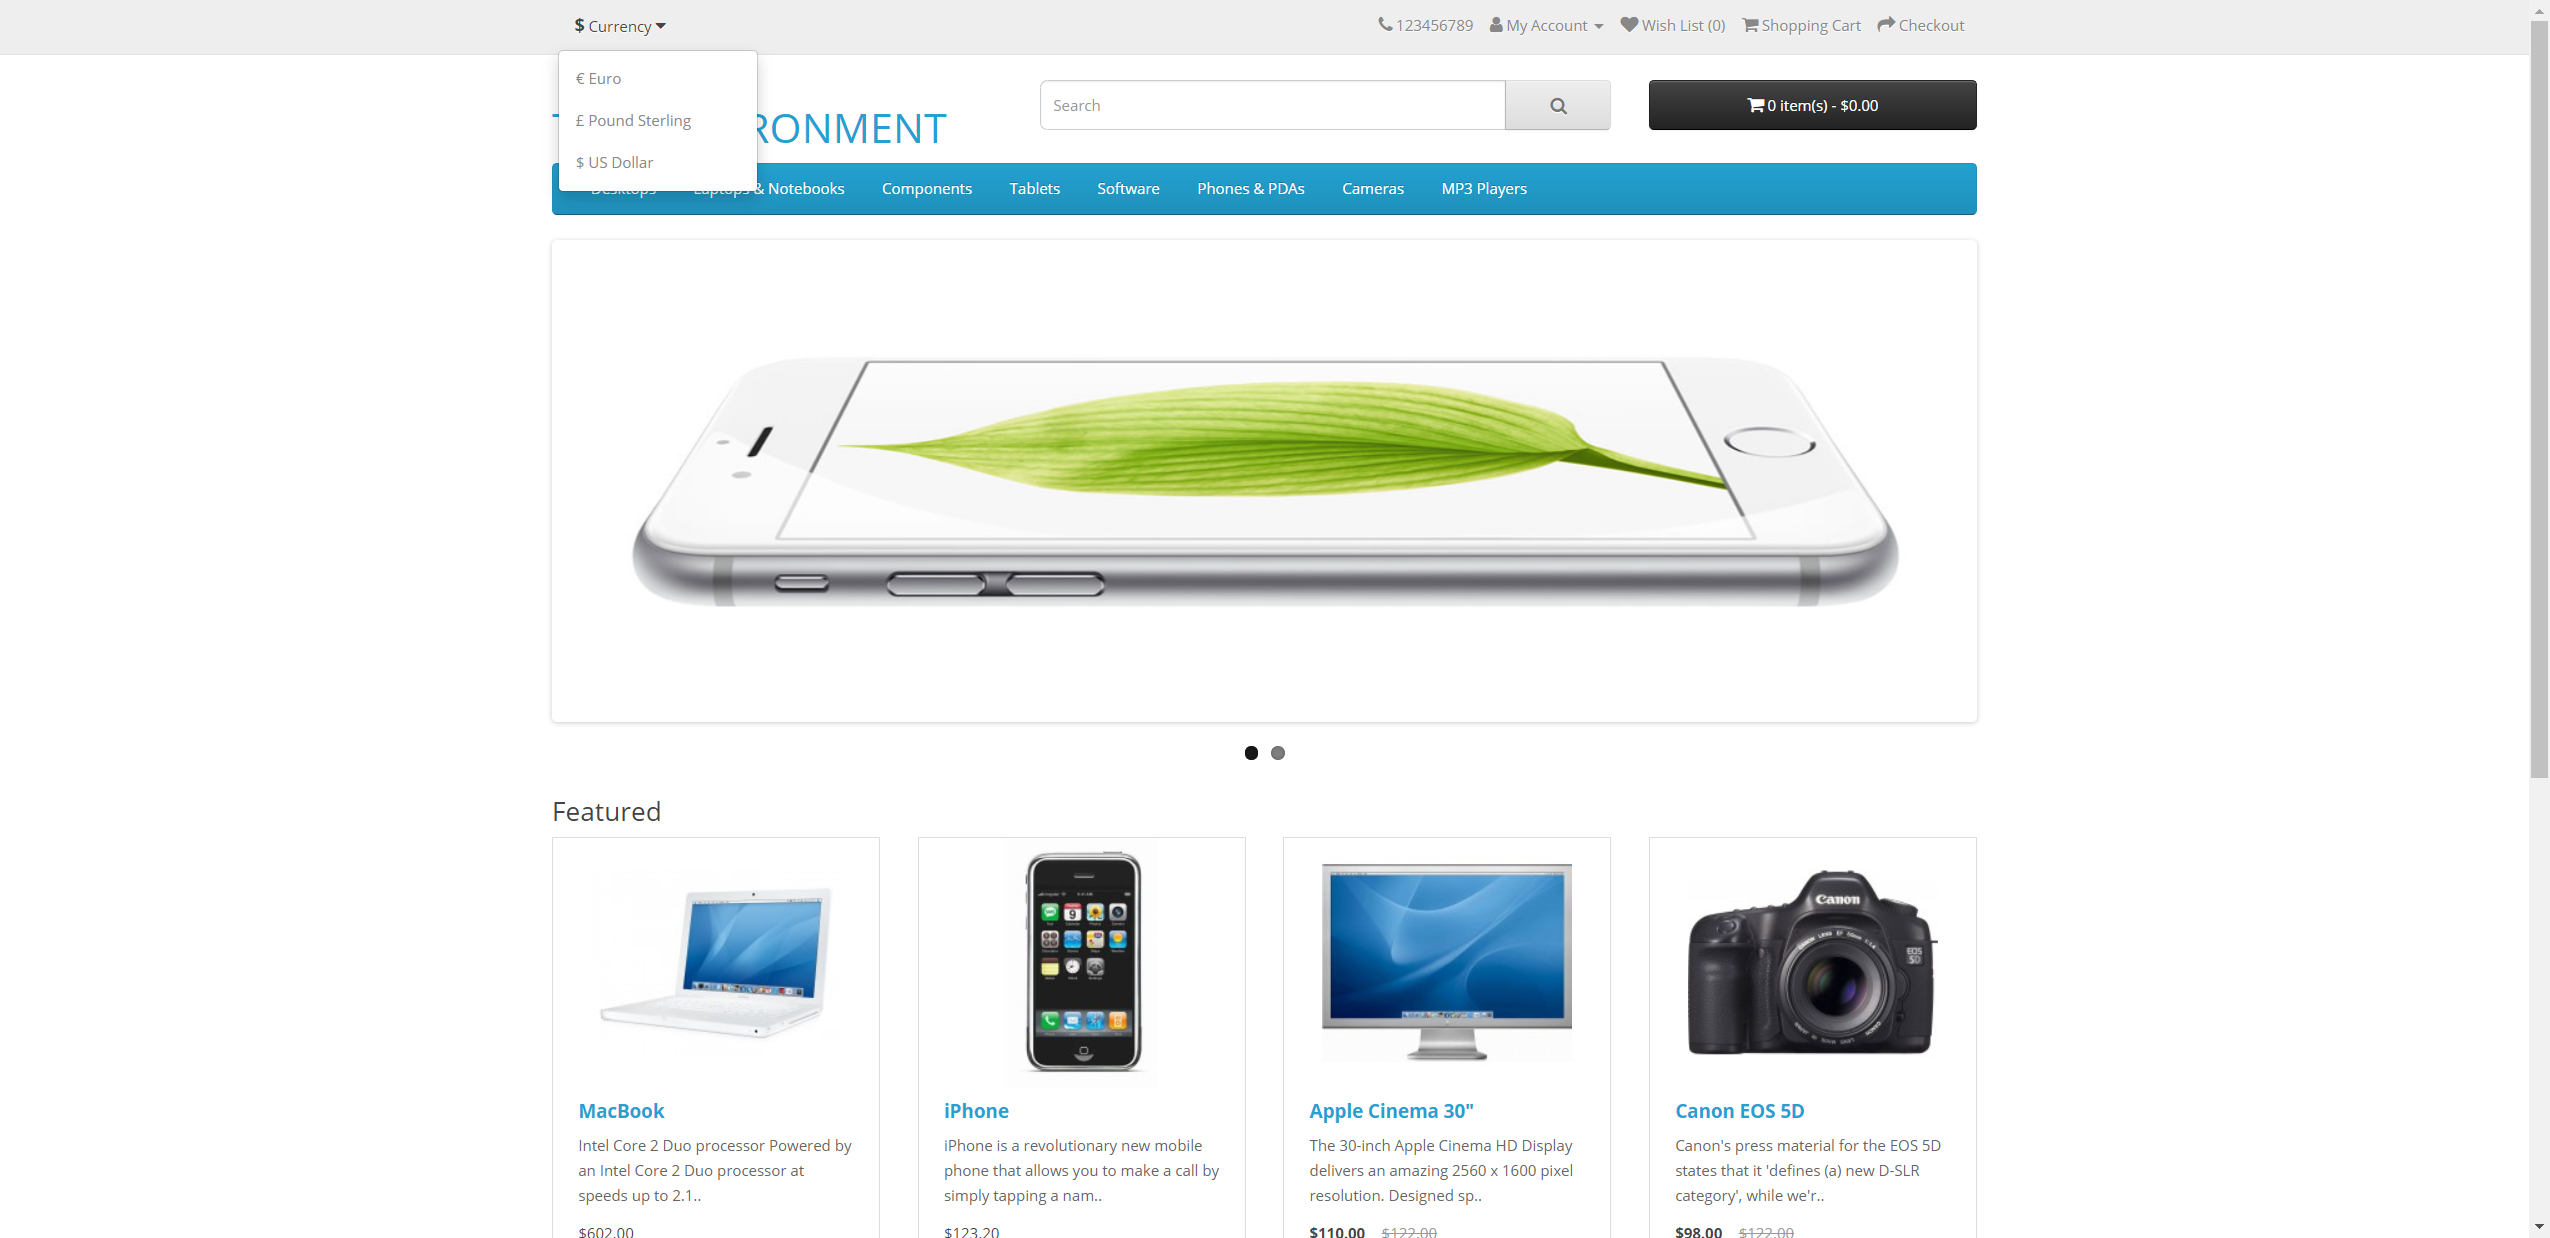 $ Currency
123456789 My Account Wish List (0) Shopping Cart Checkout
€ Euro
£ Pound Sterling
$ US Dollar
RONMENT
Search
0 item(s) - $0.00
Desktops Laptops & Notebooks Components Tablets Software Phones & PDAs Cameras MP3 Players
Featured
Canon
EOS
5D
MacBook
Intel Core 2 Duo processor Powered by
an Intel Core 2 Duo processor at
speeds up to 2.1..
$602.00
iPhone
iPhone is a revolutionary new mobile
phone that allows you to make a call by
simply tapping a nam..
$123.20
Apple Cinema 30"
The 30-inch Apple Cinema HD Display
delivers an amazing 2560 x 1600 pixel
resolution. Designed sp..
$110.00 $122.00
Canon EOS 5D
Canon's press material for the EOS 5D
states that it 'defines (a) new D-SLR
category', while we'r..
$98.00 $122.00